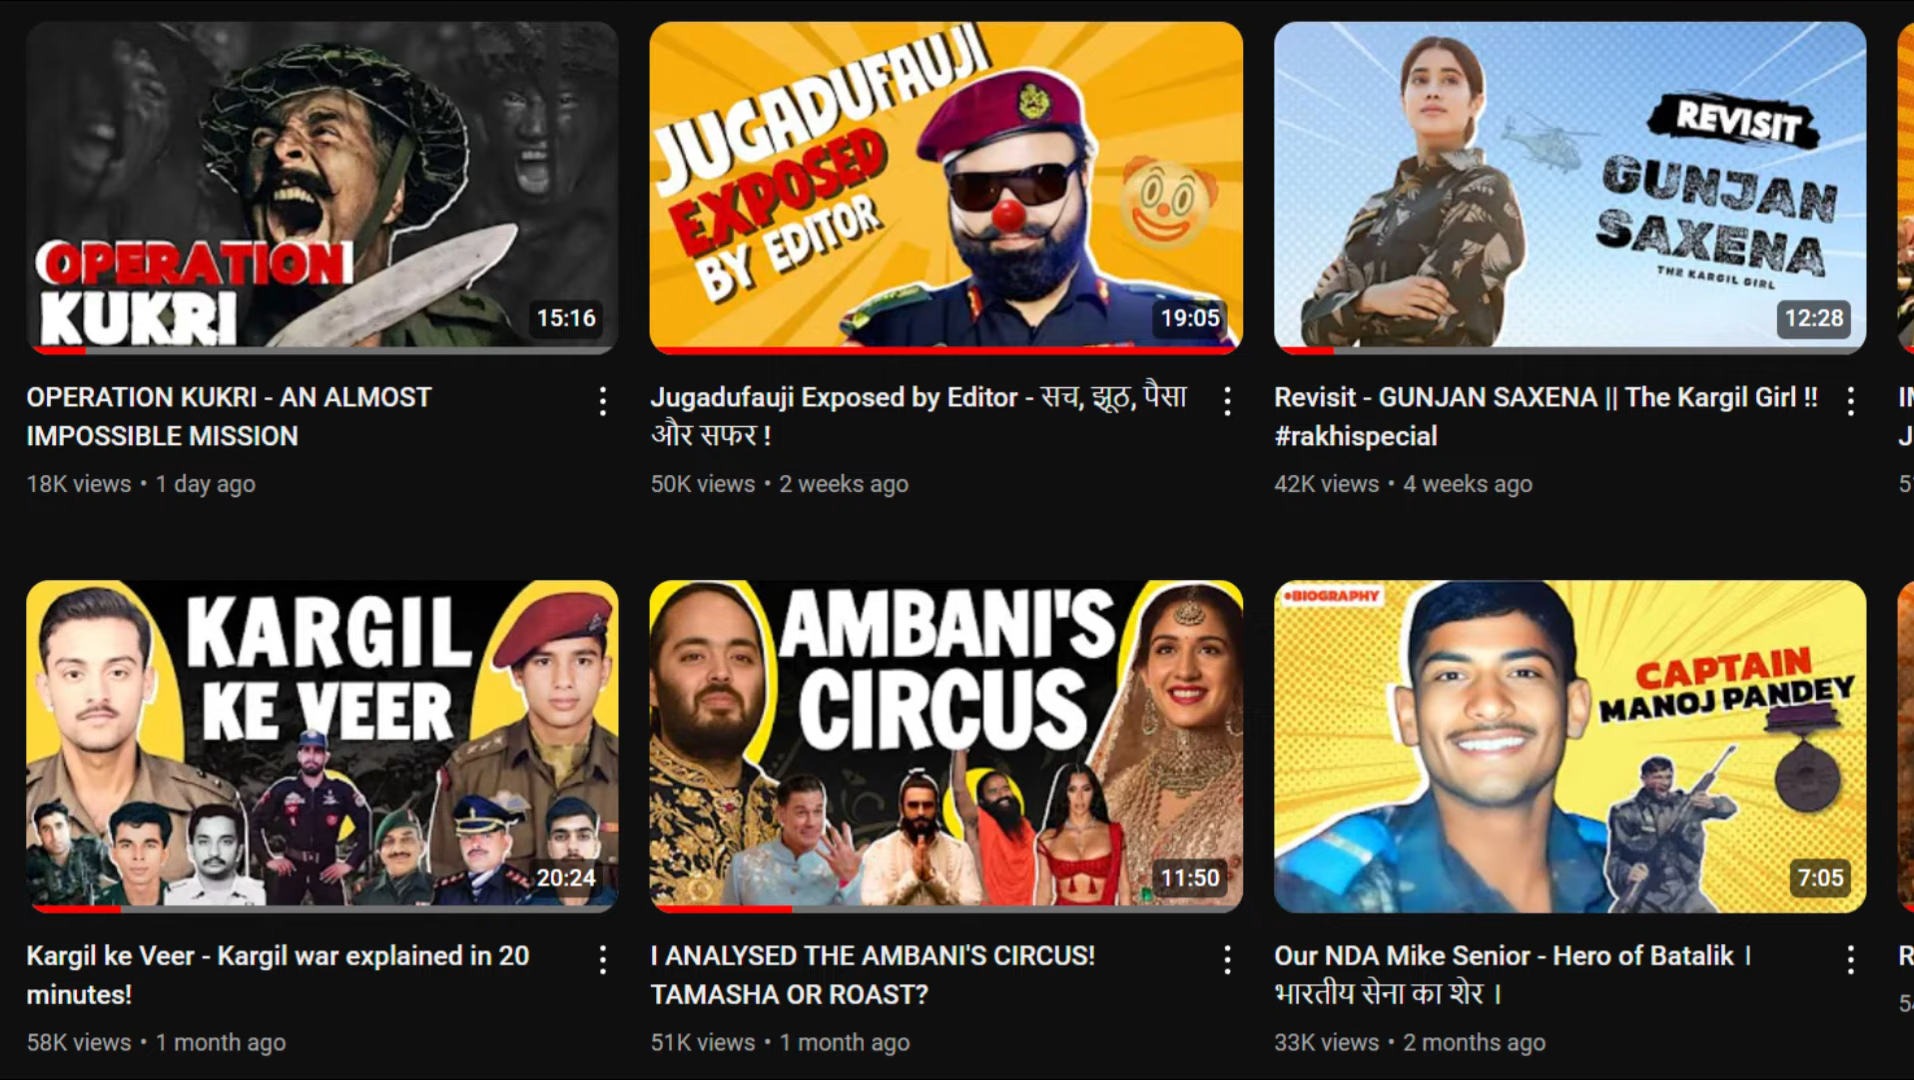 OPERATION
KUKRI
15:16
OPERATION KUKRI - AN ALMOST
IMPOSSIBLE MISSION
18K views • 1 day ago
JUGADUFAUJI
EXPOSED
BY EDITOR
19:05
Jugadufauji Exposed by Editor - सच, झूठ, पैसा
और सफर !
50K views • 2 weeks ago
REVISIT
GUNJAN
SAXENA
THE KARGIL GIRL
12:28
Revisit - GUNJAN SAXENA || The Kargil Girl !!
#rakhispecial
42K views • 4 weeks ago
KARGIL
KE VEER
20:24
Kargil ke Veer - Kargil war explained in 20
minutes!
58K views • 1 month ago
AMBANI'S
CIRCUS
11:50
I ANALYSED THE AMBANI'S CIRCUS!
TAMASHA OR ROAST?
51K views • 1 month ago
•BIOGRAPHY
CAPTAIN
MANOJ PANDEY
7:05
Our NDA Mike Senior - Hero of Batalik ।
भारतीय सेना का शेर ।
33K views • 2 months ago